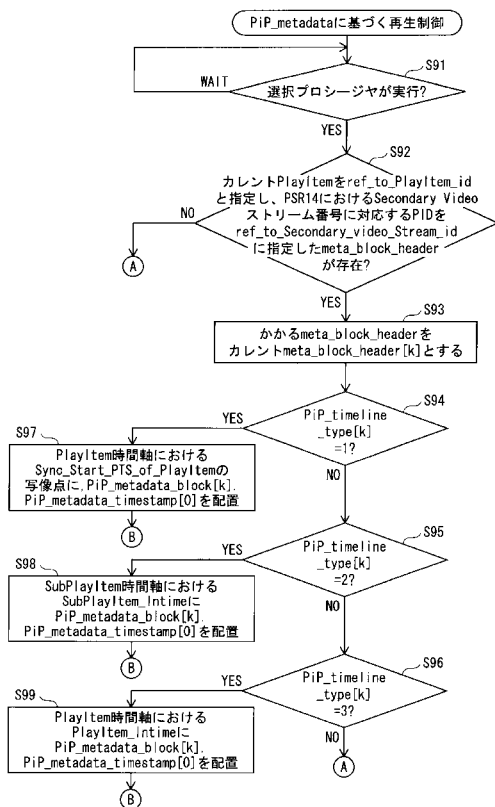 PiP_metadataに基づく再生制御
S91
WAIT
選択プロシージャが実行?
YES
S92
カレントPlayItemをref_to_PlayItem_id
と指定し、PSR14におけるSecondary Video
ストリーム番号に対応するPIDを
ref_to_Secondary_video_Stream_id
に指定したmeta_block_header
が存在?
NO
A
YES
S93
かかるmeta_block_headerを
カレントmeta_block_header[k]とする
S94
PiP_timeline
_type[k]
=1?
YES
S97
PlayItem時間軸における
Sync_Start_PTS_of_PlayItemの
写像点に、PiP_metadata_block[k].
PiP_metadata_timestamp[0]を配置
B
NO
S95
PiP_timeline
_type[k]
=2?
YES
S98
SubPlayItem時間軸における
SubPlayItem_Intimeに
PiP_metadata_block[k].
PiP_metadata_timestamp[0]を配置
B
NO
S96
PiP_timeline
_type[k]
=3?
YES
S99
PlayItem時間軸における
PlayItem_Intimeに
PiP_metadata_block[k].
PiP_metadata_timestamp[0]を配置
B
NO
A